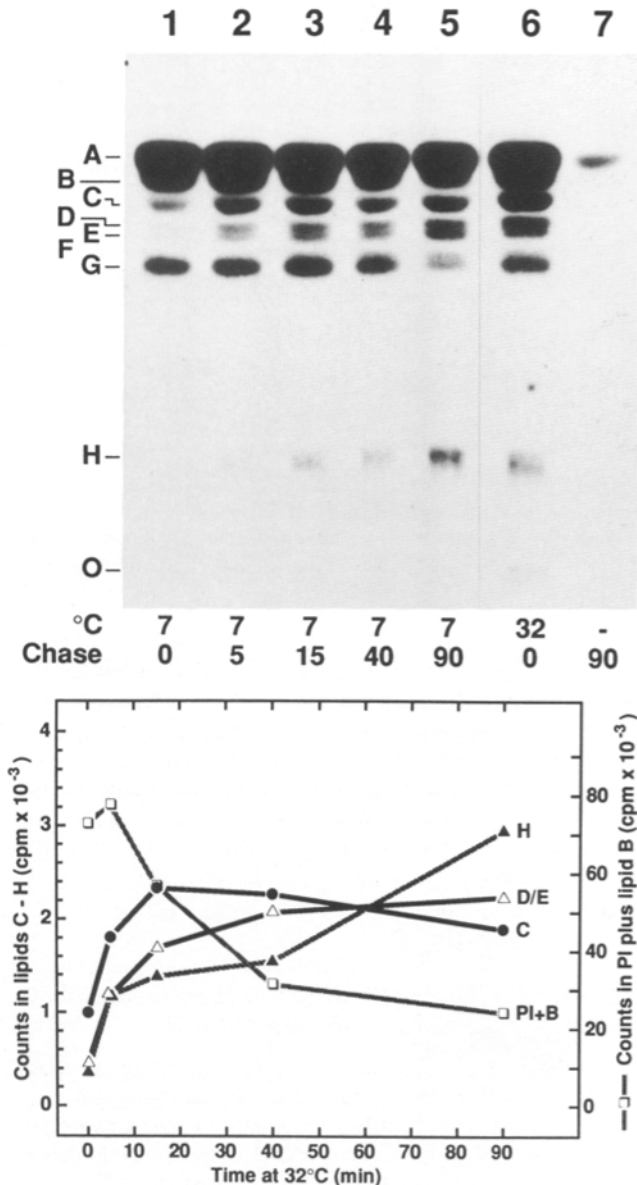 1 2 3 4 5 6 7
A
B
C
D
E
F
G
H
O
°C 7 7 7 7 7 32 -
Chase 0 5 15 40 90 0 90
Counts in lipids C - H (cpm x 10⁻³)
4
3
2
1
0
H
D/E
C
PI+B
80
60
40
20
0
Counts in PI plus lipid B (cpm x 10⁻³)
0 10 20 30 40 50 60 70 80 90
Time at 32°C (min)